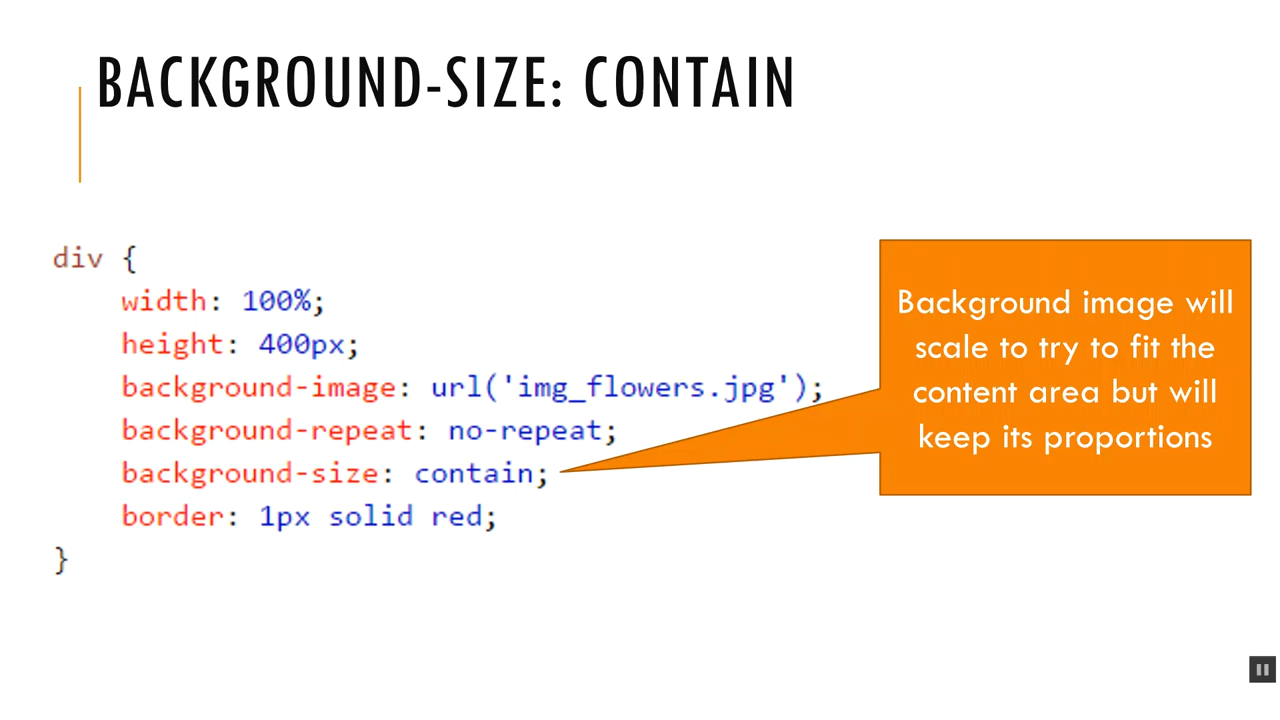 BACKGROUND-SIZE: CONTAIN
div {
width: 100%;
height: 400px;
background-image: url('img_flowers.jpg');
background-repeat: no-repeat;
background-size: contain;
border: 1px solid red;
}
Background image will
scale to try to fit the
content area but will
keep its proportions